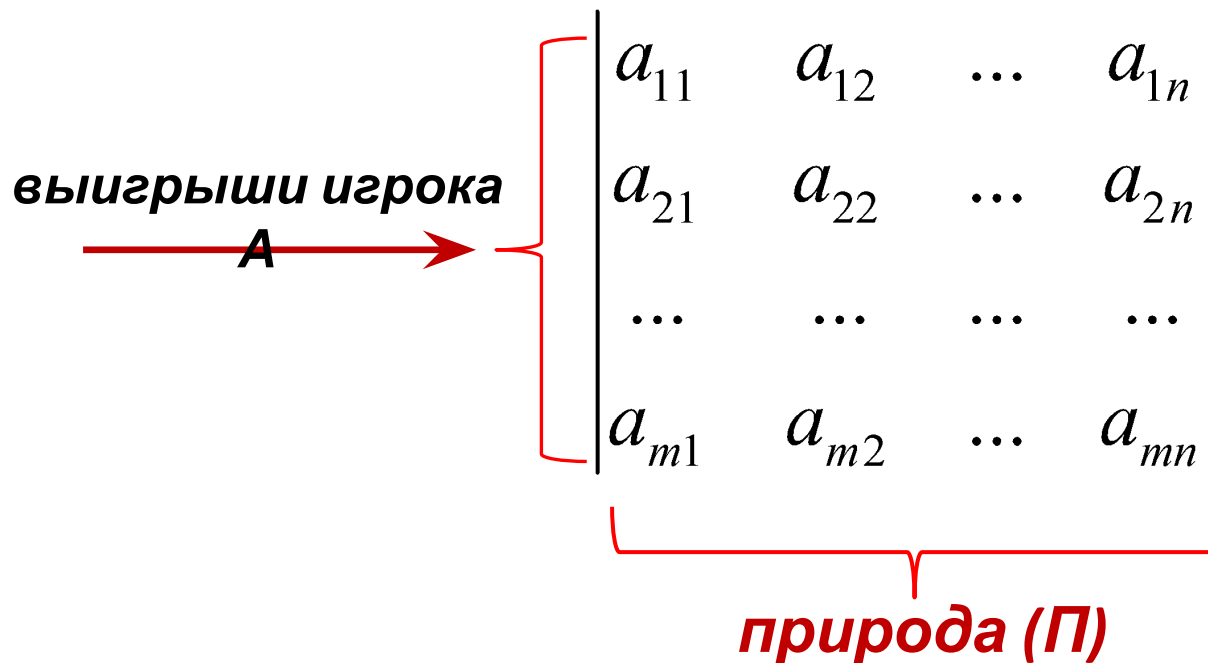 a₁₁ a₁₂ ... a₁ₙ
выигрыши игрока
А
a₂₁ a₂₂ ... a₂ₙ
... ... ... ...
aₘ₁ aₘ₂ ... aₘₙ
природа (П)